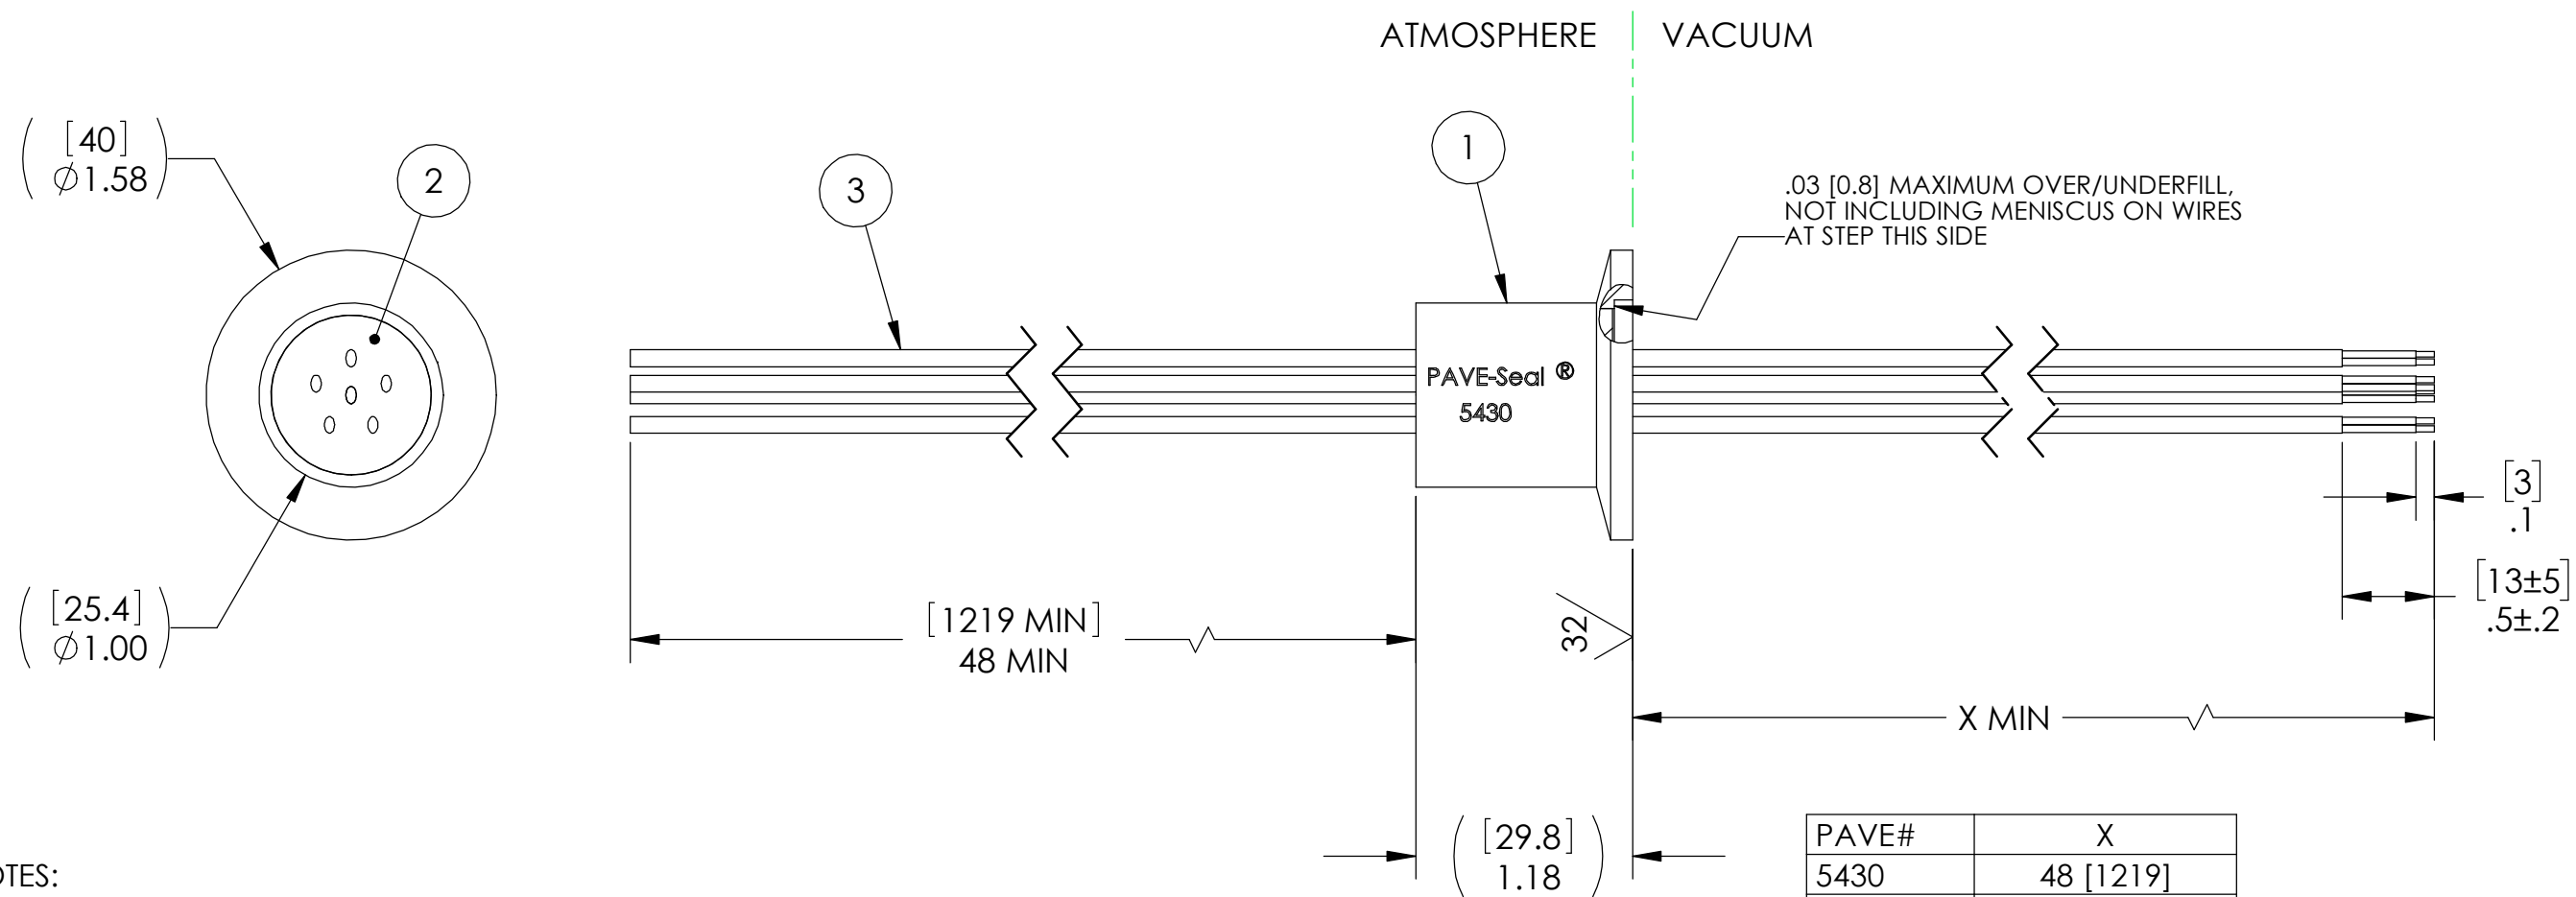 ATMOSPHERE
VACUUM
[40]
Ø1.58
2
3
1
.03 [0.8] MAXIMUM OVER/UNDERFILL,
NOT INCLUDING MENISCUS ON WIRES
AT STEP THIS SIDE
PAVE-Seal ®
5430
[25.4]
Ø1.00
[1219 MIN]
48 MIN
32
[3]
.1
[13±5]
.5±.2
X MIN
[29.8]
1.18
PAVE# X
5430 48 [1219]
OTES: